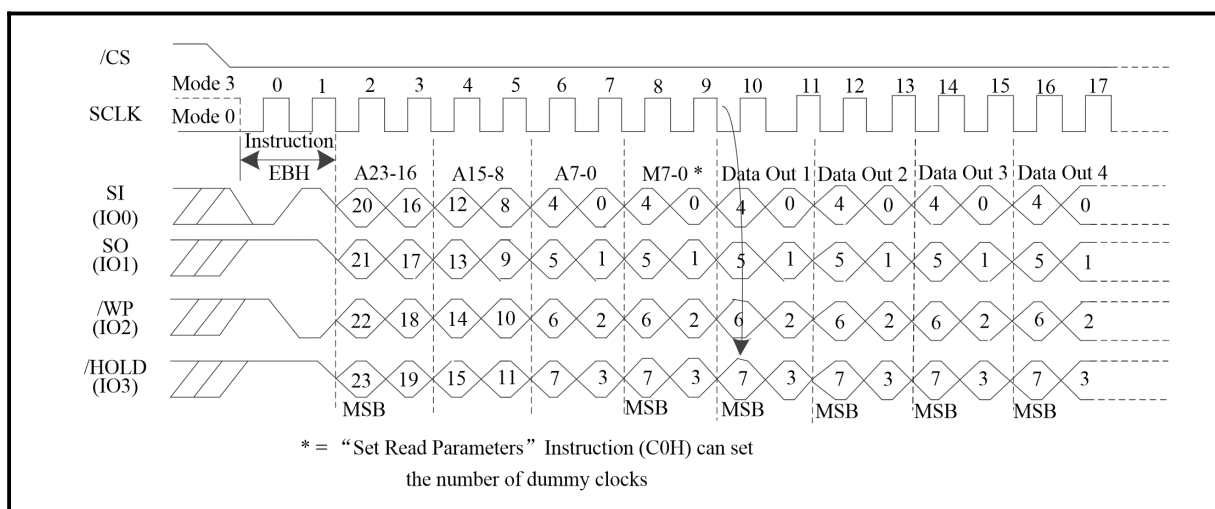 /CS
Mode 3 0 1 2 3 4 5 6 7 8 9 10 11 12 13 14 15 16 17
SCLK Mode 0
Instruction
EBH A23-16 A15-8 A7-0 M7-0 * Data Out 1 Data Out 2 Data Out 3 Data Out 4
SI
(IO0) 20 16 12 8 4 0 4 0 4 0 4 0 4 0 4 0
SO
(IO1) 21 17 13 9 5 1 5 1 5 1 5 1 5 1 5 1
/WP
(IO2) 22 18 14 10 6 2 6 2 6 2 6 2 6 2 6 2
/HOLD
(IO3) 23 19 15 11 7 3 7 3 7 3 7 3 7 3 7 3
MSB MSB MSB MSB MSB MSB
* = “Set Read Parameters” Instruction (C0H) can set
the number of dummy clocks